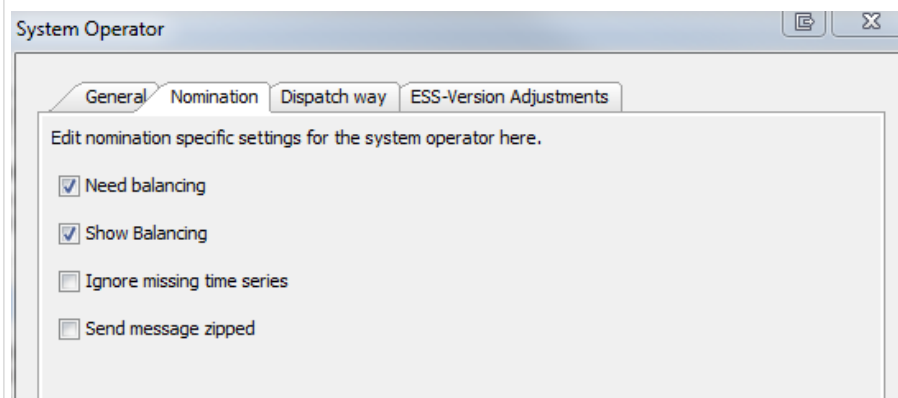 System Operator
General Nomination Dispatch way ESS-Version Adjustments
Edit nomination specific settings for the system operator here.
Need balancing
Show Balancing
Ignore missing time series
Send message zipped